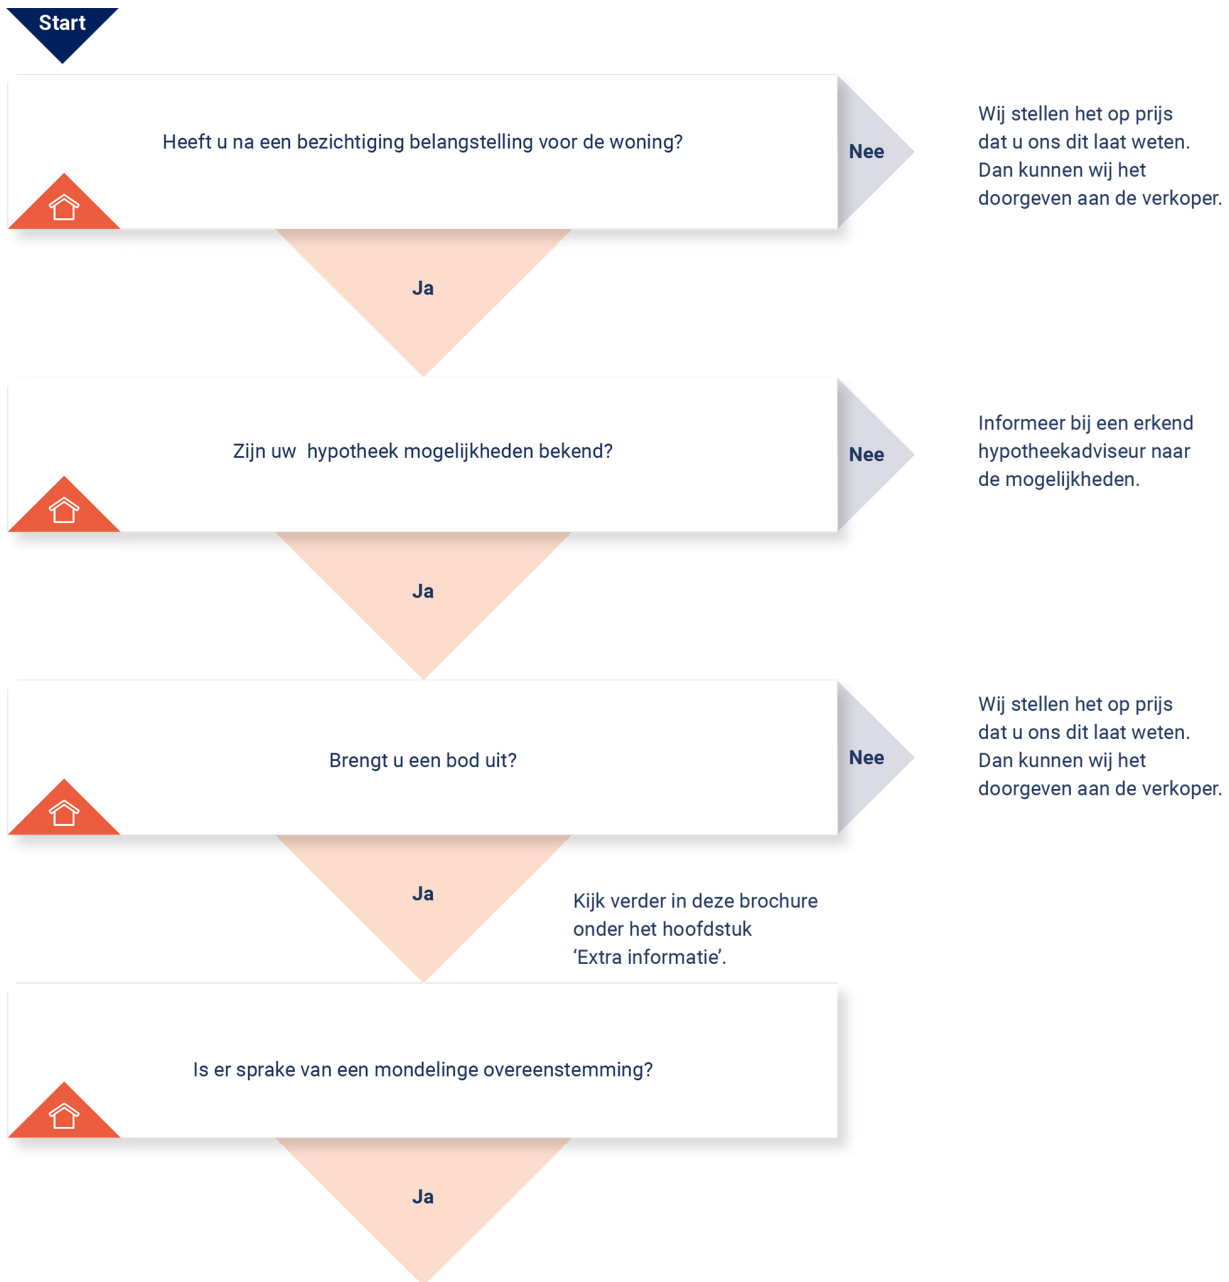 Start
Heeft u na een bezichtiging belangstelling voor de woning?
Nee
Wij stellen het op prijs
dat u ons dit laat weten.
Dan kunnen wij het
doorgeven aan de verkoper.
Ja
Zijn uw  hypotheek mogelijkheden bekend?
Nee
Informeer bij een erkend
hypotheekadviseur naar
de mogelijkheden.
Ja
Brengt u een bod uit?
Nee
Wij stellen het op prijs
dat u ons dit laat weten.
Dan kunnen wij het
doorgeven aan de verkoper.
Ja
Kijk verder in deze brochure
onder het hoofdstuk
‘Extra informatie’.
Is er sprake van een mondelinge overeenstemming?
Ja